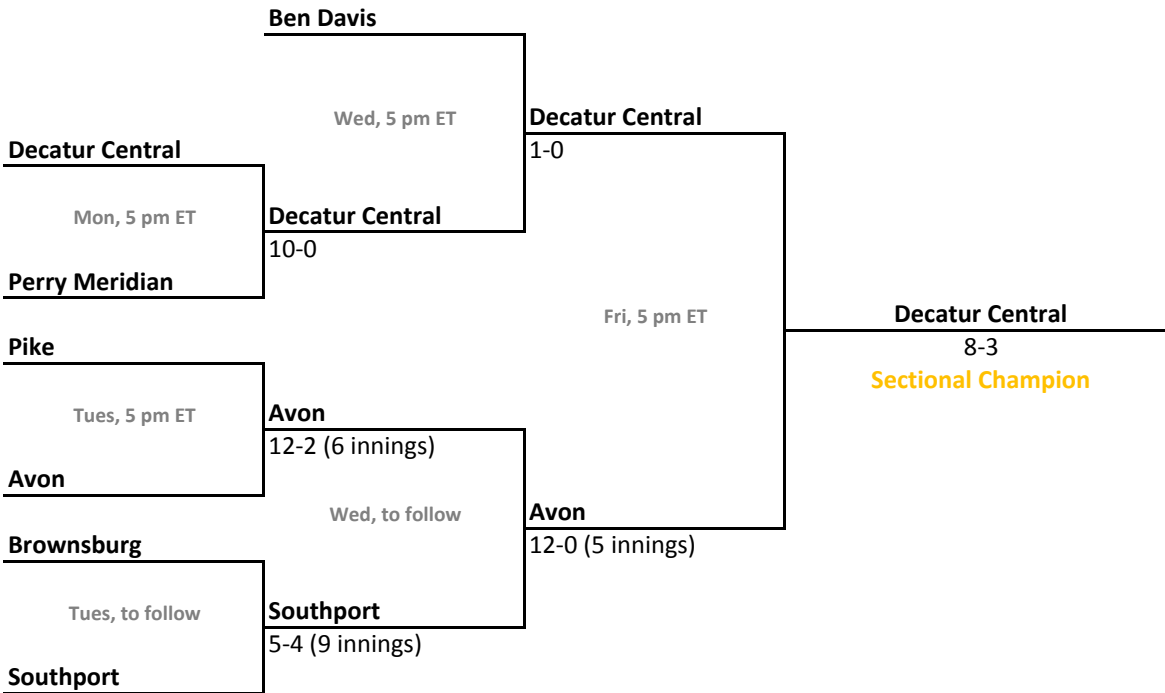 Ben Davis
Wed, 5 pm ET
Decatur Central
1-0
Decatur Central
Mon, 5 pm ET
Decatur Central
10-0
Perry Meridian
Fri, 5 pm ET
Decatur Central
8-3
Sectional Champion
Pike
Tues, 5 pm ET
Avon
12-2 (6 innings)
Avon
Wed, to follow
Avon
12-0 (5 innings)
Brownsburg
Tues, to follow
Southport
5-4 (9 innings)
Southport